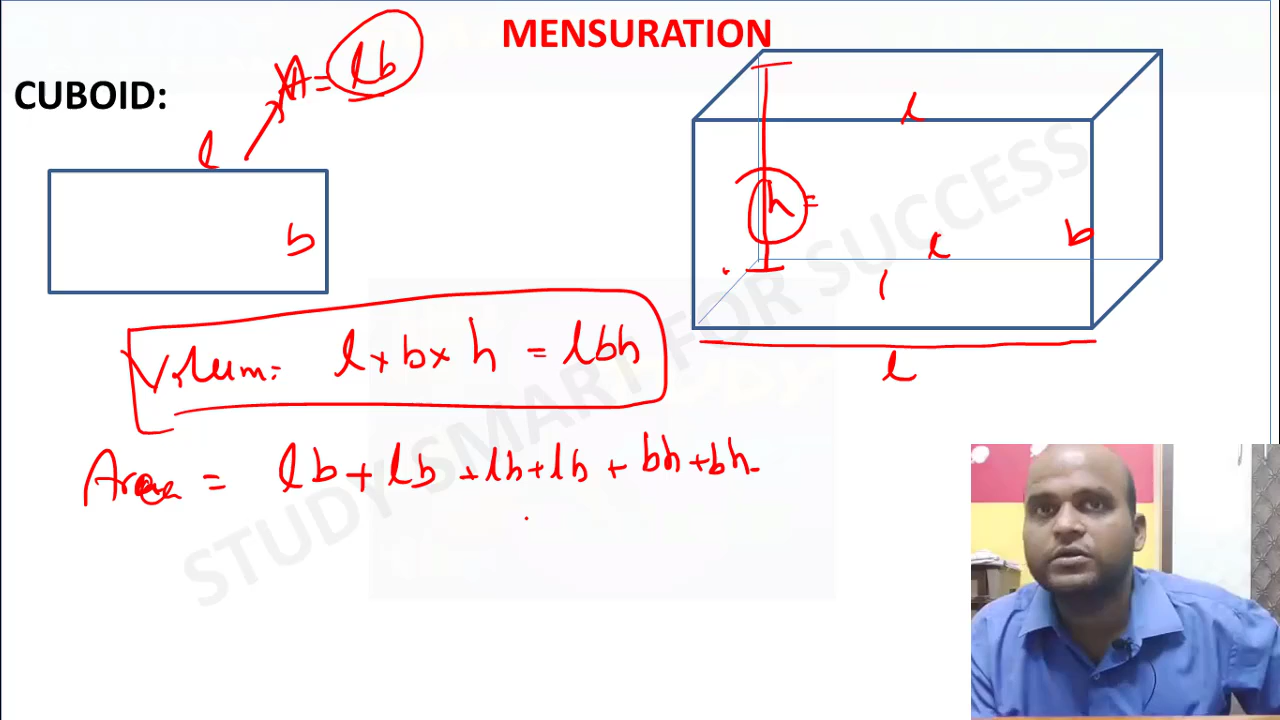 MENSURATION
CUBOID:
A = lb
l
b
l
h =
b
l
l
l
Volum: l × b × h = lbh
Area = lb + lb + lh + lh + bh + bh
STUDY SMART FOR SUCCESS